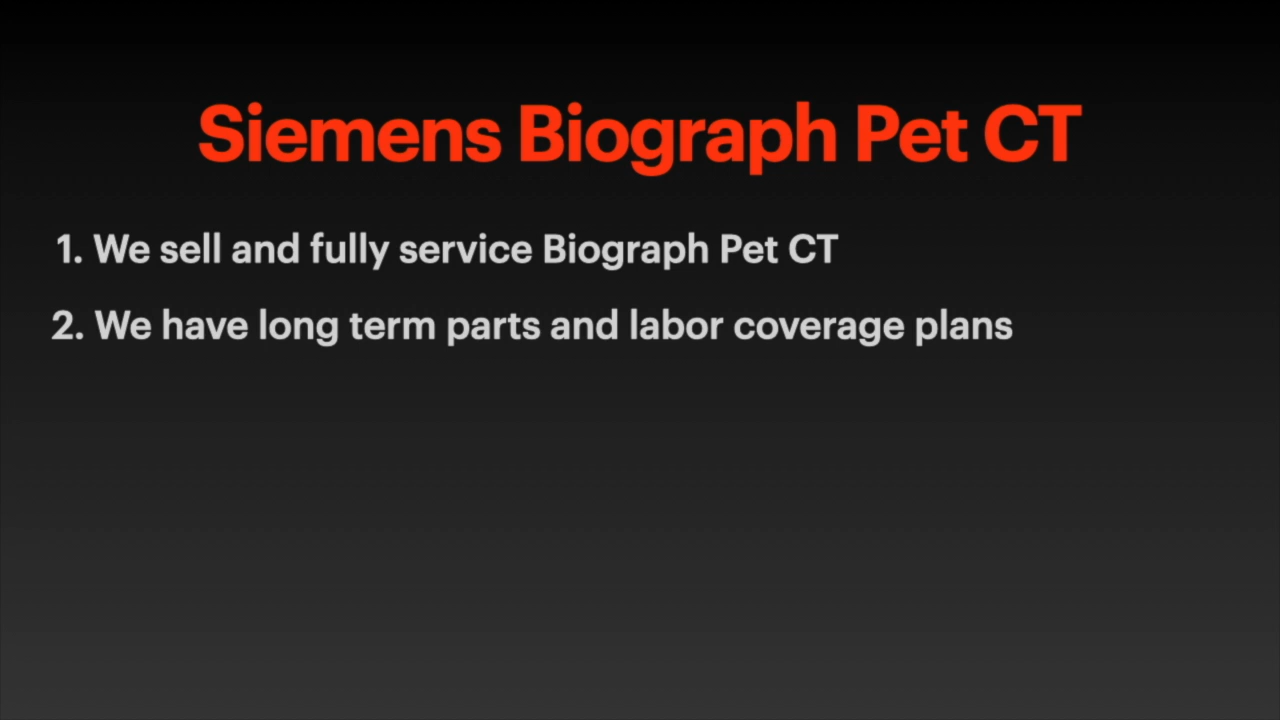 Siemens Biograph Pet CT
1. We sell and fully service Biograph Pet CT
2. We have long term parts and labor coverage plans